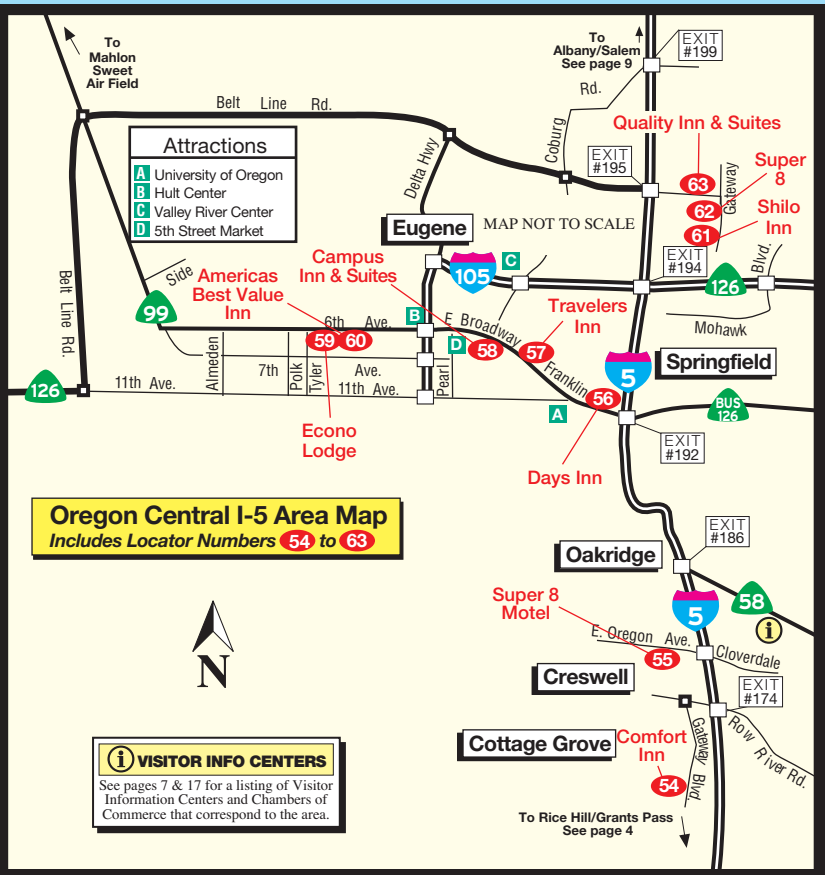 To
Mahlon
Sweet
Air Field
To
Albany/Salem
See page 9
EXIT
#199
Belt Line Rd.
Rd.
Coburg
Quality Inn & Suites
Attractions
A University of Oregon
B Hult Center
C Valley River Center
D 5th Street Market
Delta Hwy
EXIT
#195
63
Super
8
62
Gateway
Shilo
Inn
61
Eugene
MAP NOT TO SCALE
Campus
Inn & Suites
105
C
EXIT
#194
126
Blvd.
Side
Americas
Best Value
Inn
99
Belt Line Rd.
6th Ave.
B
E Broadway
Travelers
Inn
Mohawk
59
60
D
58
57
Springfield
Almeden
7th Ave.
Polk
Tyler
Pearl
Franklin
5
126
11th Ave.
11th Ave.
56
A
BUS
126
Econo
Lodge
EXIT
#192
Days Inn
Oregon Central I-5 Area Map
Includes Locator Numbers 54 to 63
EXIT
#186
Oakridge
Super 8
Motel
5
58
i
E. Oregon Ave.
55
Cloverdale
N
Creswell
EXIT
#174
Cottage Grove
Comfort
Inn
54
Gateway Blvd.
Row River Rd.
i VISITOR INFO CENTERS
See pages 7 & 17 for a listing of Visitor
Information Centers and Chambers of
Commerce that correspond to the area.
To Rice Hill/Grants Pass
See page 4